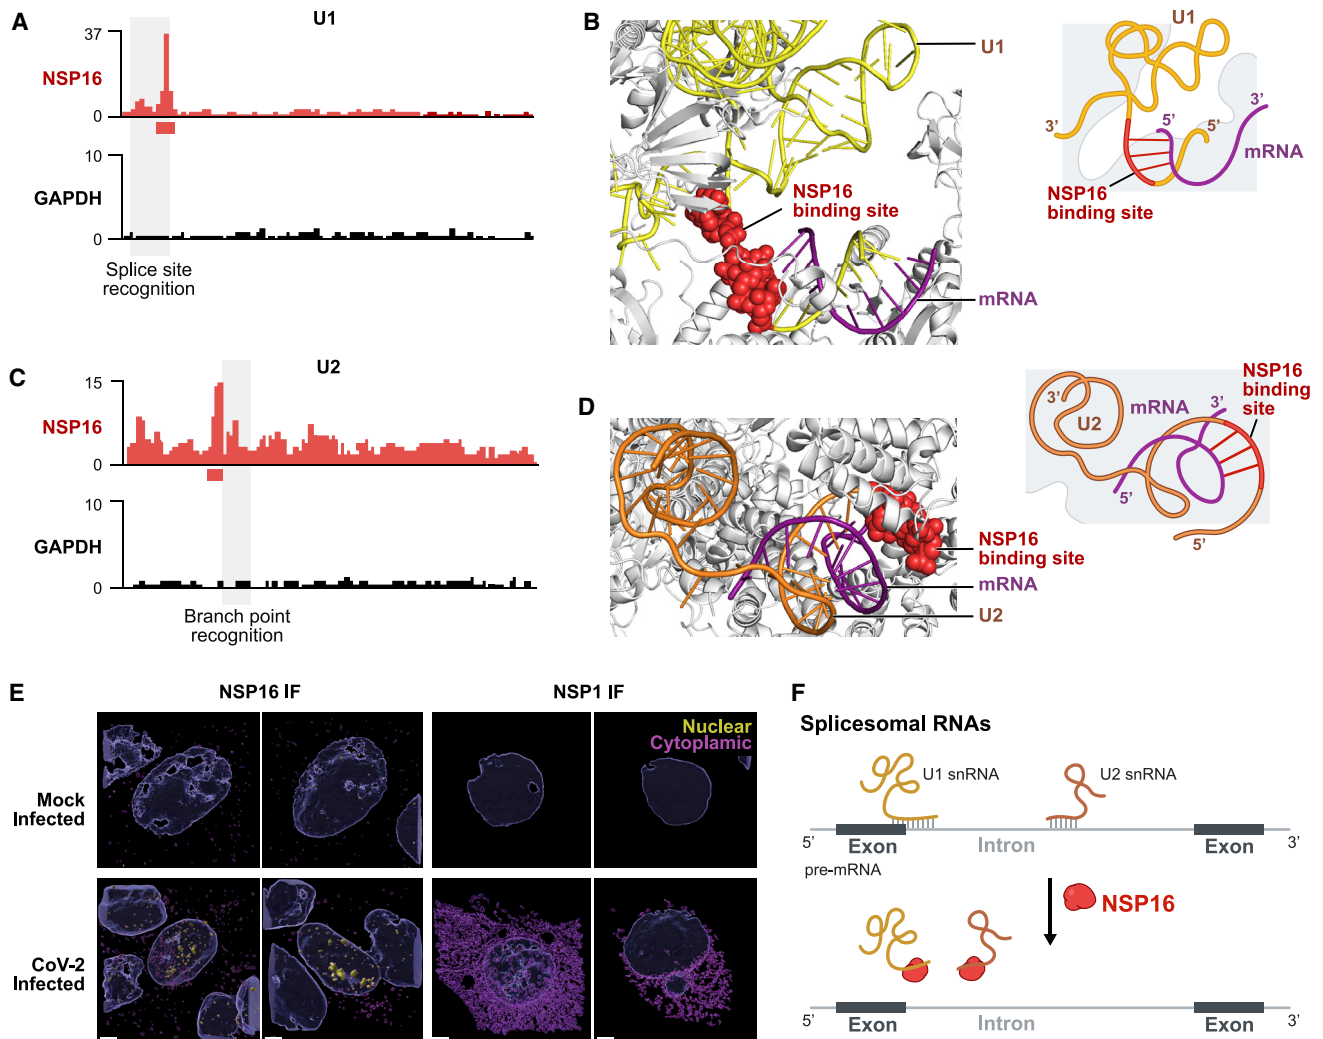 A
U1
37
NSP16
0
10
GAPDH
0
Splice site
recognition
B
U1
NSP16
binding site
mRNA
U1
3’
5’
5’
3’
mRNA
NSP16
binding site
C
U2
15
NSP16
0
10
GAPDH
0
Branch point
recognition
D
NSP16
binding site
mRNA
U2
NSP16
binding
site
3’
U2
mRNA
3’
5’
5’
E
NSP16 IF
NSP1 IF
Nuclear
Cytoplamic
Mock
Infected
CoV-2
Infected
F
Splicesomal RNAs
U1 snRNA
U2 snRNA
5’
Exon
Intron
Exon
3’
pre-mRNA
NSP16
5’
Exon
Intron
Exon
3’